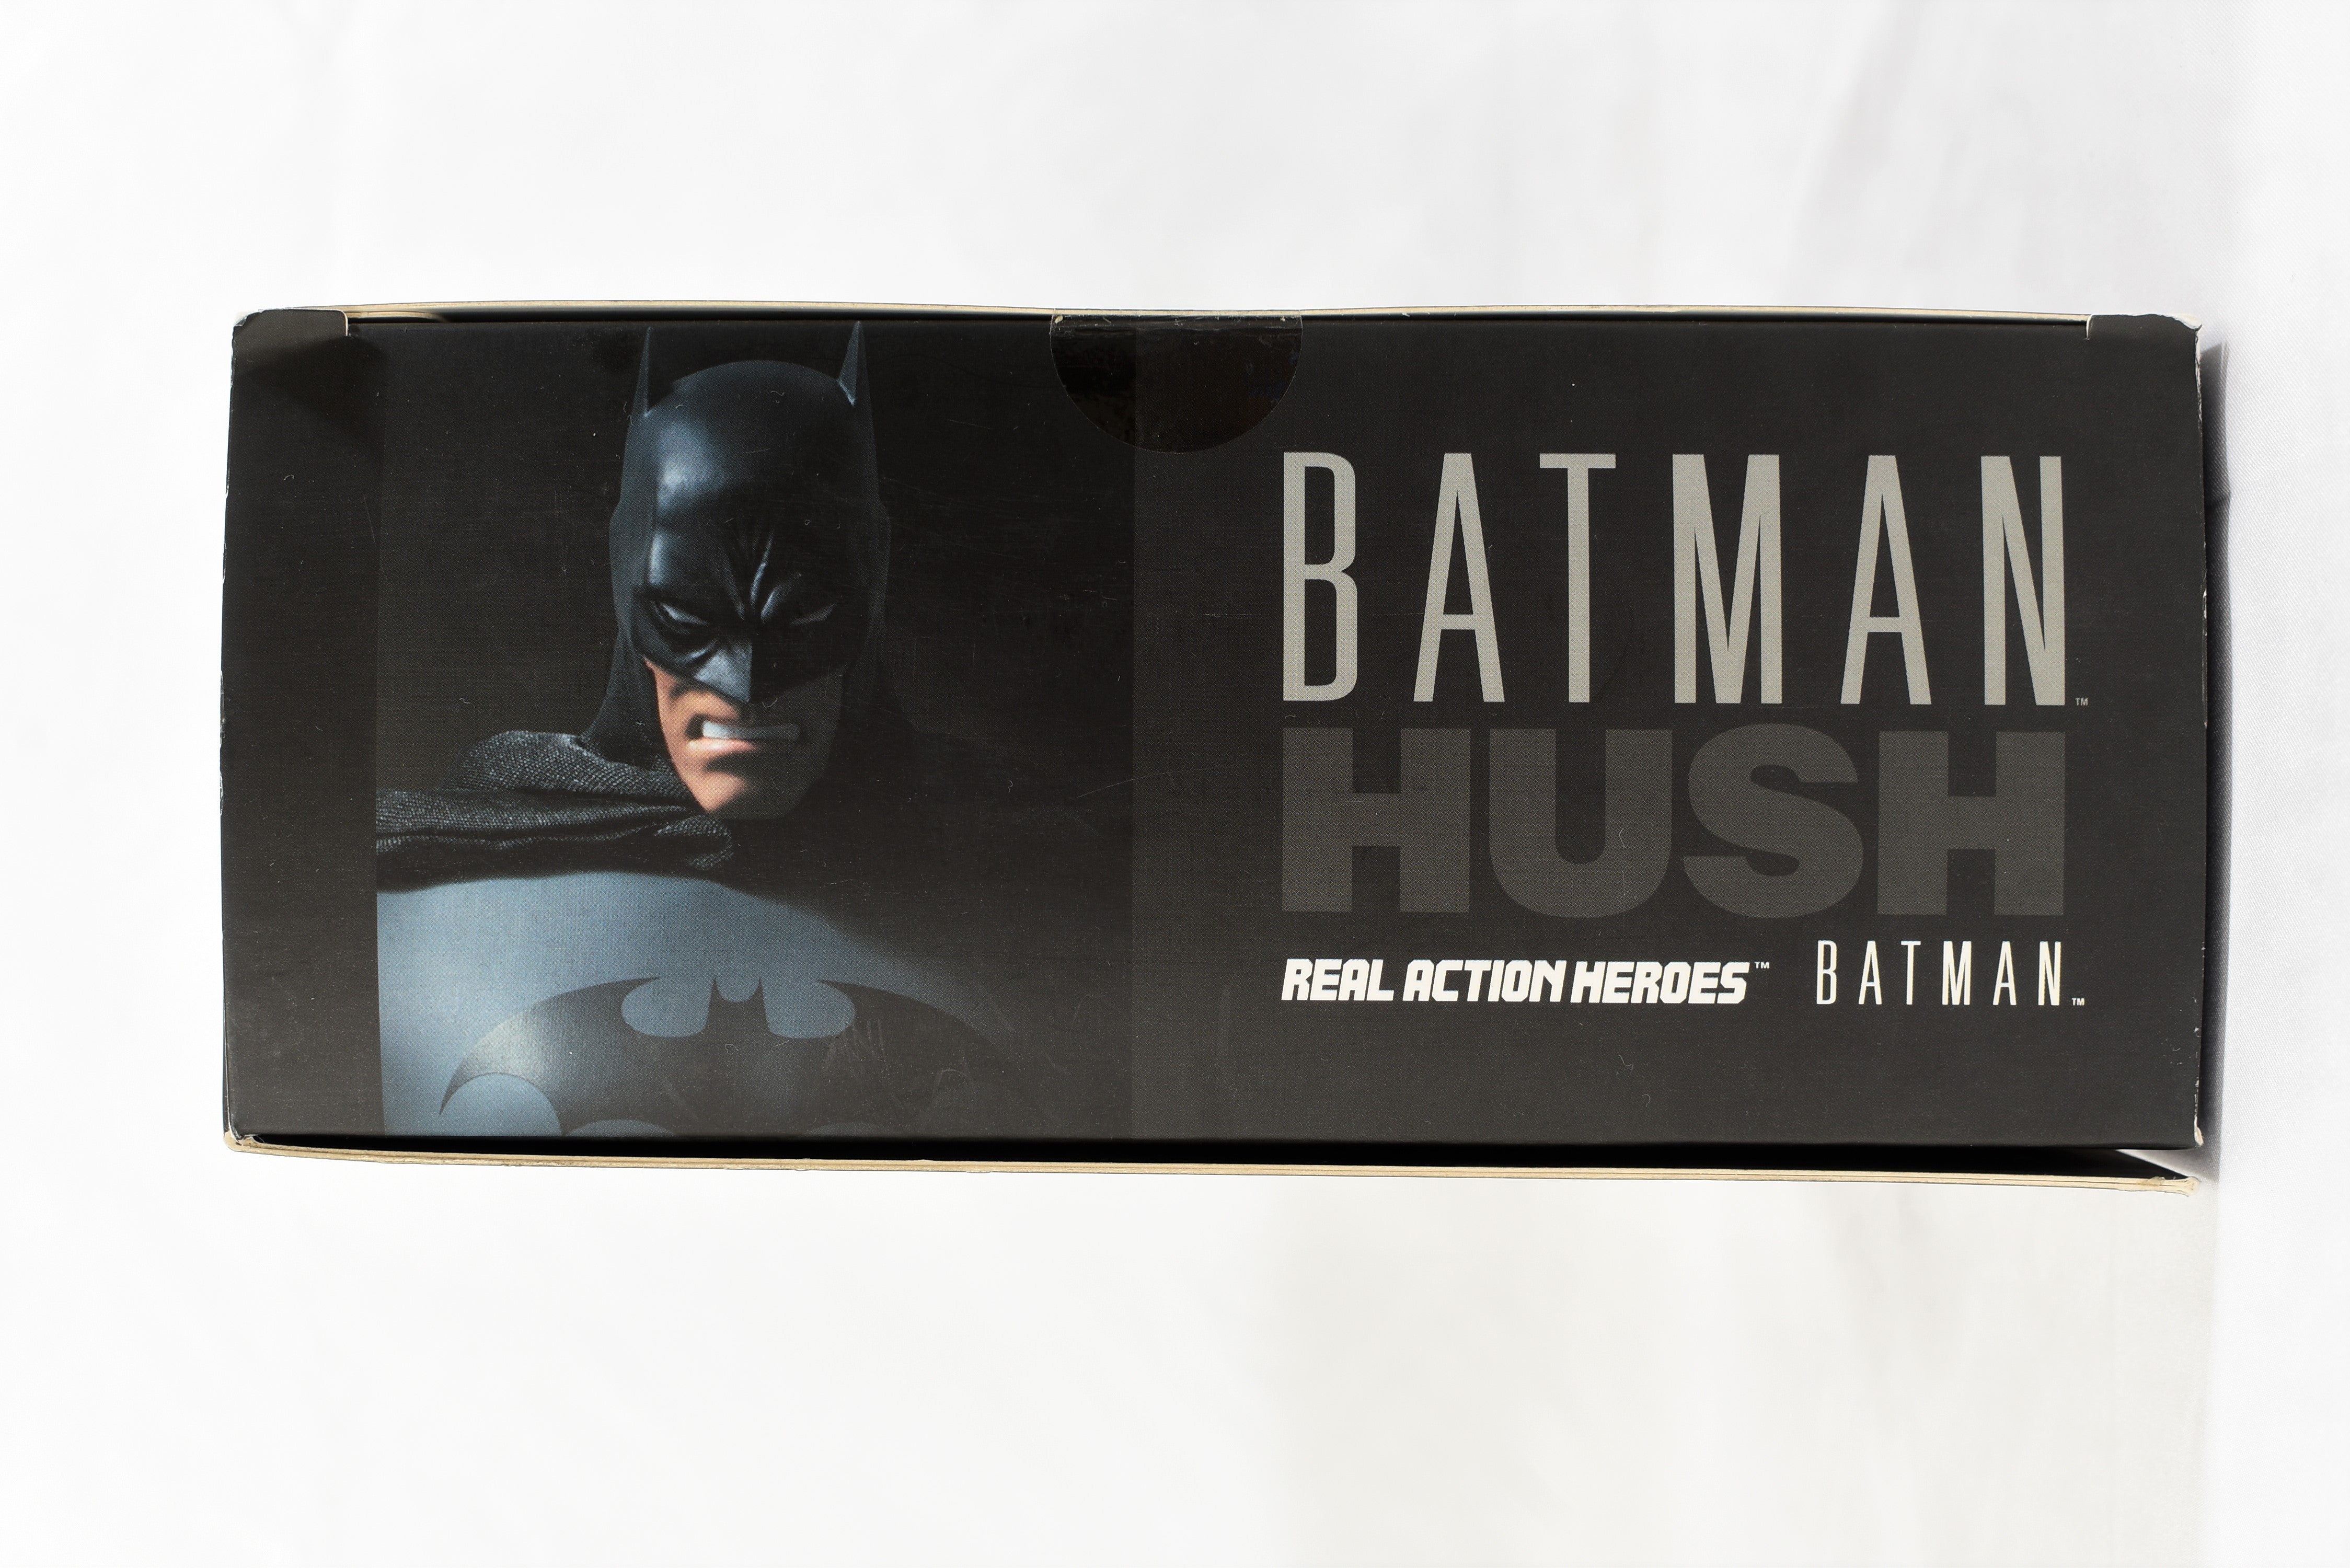 BATMAN™
HUSH
REAL ACTION HEROES™ BATMAN™